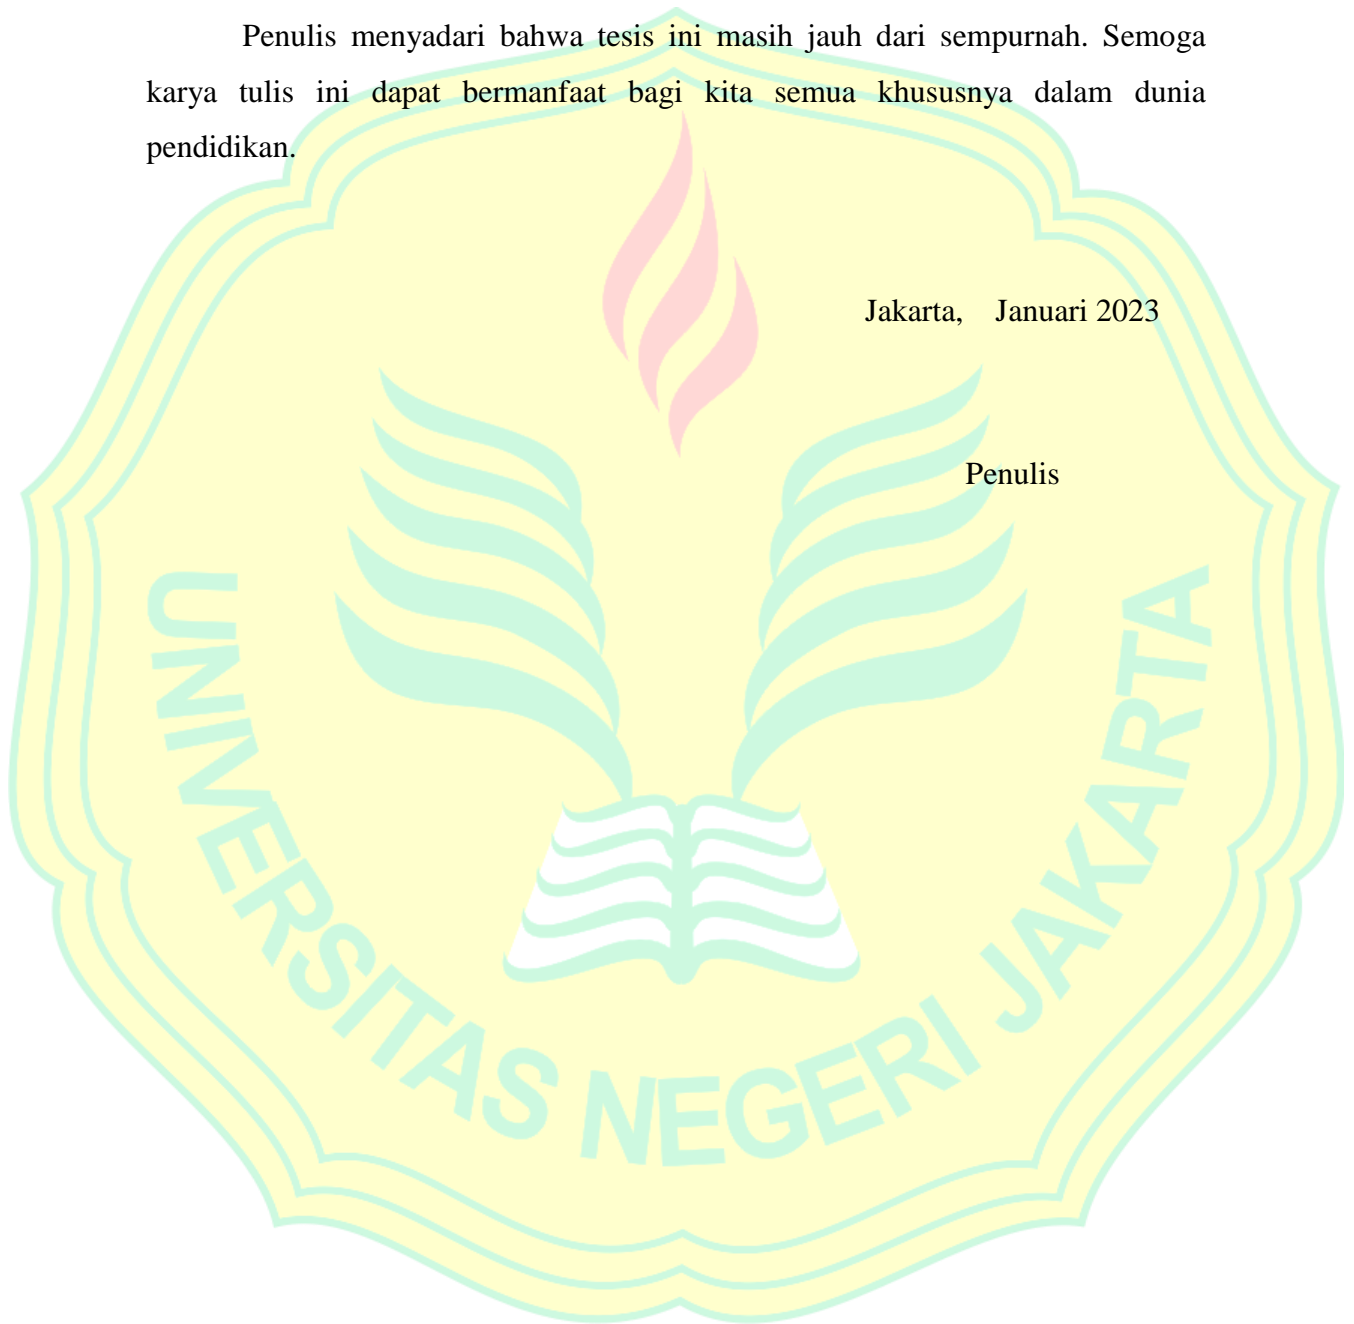 Penulis menyadari bahwa tesis ini masih jauh dari sempurnah. Semoga
karya tulis ini dapat bermanfaat bagi kita semua khususnya dalam dunia
pendidikan.
Jakarta, Januari 2023
Penulis
UNIVERSITAS NEGERI JAKARTA